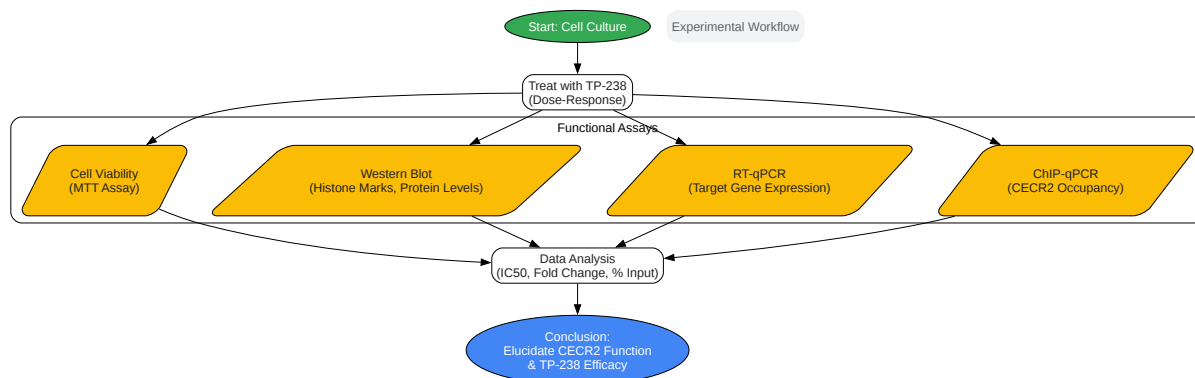 Start: Cell Culture
Experimental Workflow
Treat with TP-238
(Dose-Response)
Functional Assays
Cell Viability
(MTT Assay)
Western Blot
(Histone Marks, Protein Levels)
RT-qPCR
(Target Gene Expression)
ChIP-qPCR
(CECR2 Occupancy)
Data Analysis
(IC50, Fold Change, % Input)
Conclusion:
Elucidate CECR2 Function
& TP-238 Efficacy